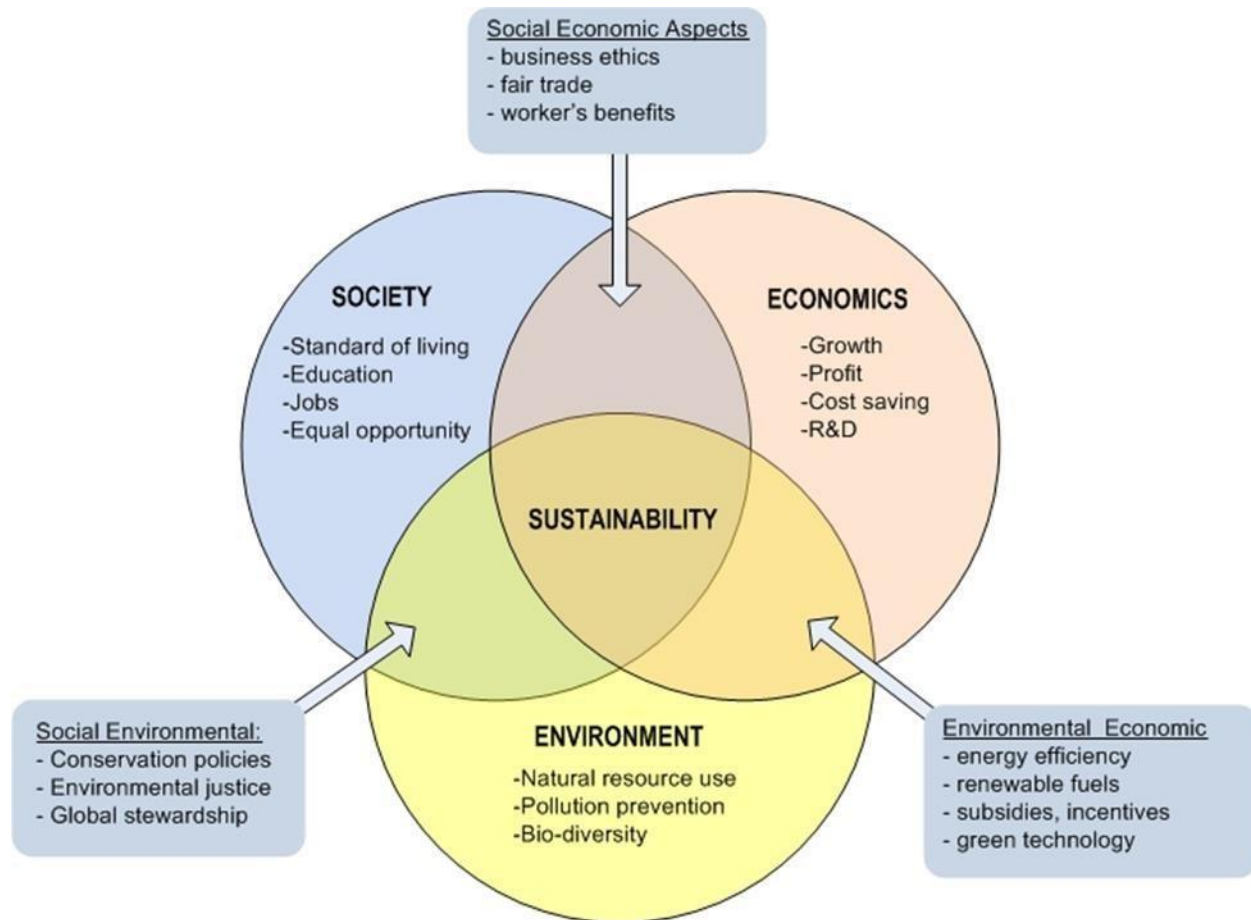 Social Economic Aspects
- business ethics
- fair trade
- worker's benefits
SOCIETY
-Standard of living
-Education
-Jobs
-Equal opportunity
ECONOMICS
-Growth
-Profit
-Cost saving
-R&D
SUSTAINABILITY
Social Environmental:
- Conservation policies
- Environmental justice
- Global stewardship
ENVIRONMENT
-Natural resource use
-Pollution prevention
-Bio-diversity
Environmental Economic
- energy efficiency
- renewable fuels
- subsidies, incentives
- green technology